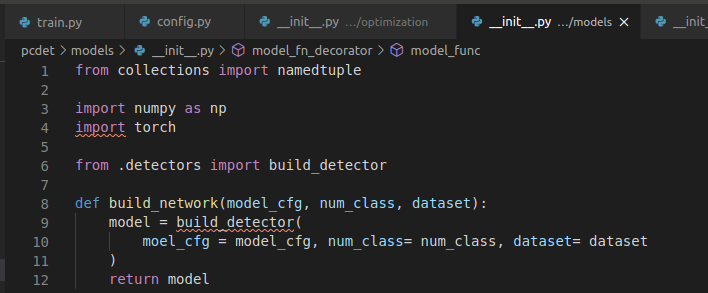 train.py config.py __init__.py .../optimization __init__.py .../models × __init_
pcdet > models > __init__.py > model_fn_decorator > model_func
1 from collections import namedtuple
2
3 import numpy as np
4 import torch
5
6 from .detectors import build_detector
7
8 def build_network(model_cfg, num_class, dataset):
9 model = build_detector(
10 moel_cfg = model_cfg, num_class= num_class, dataset= dataset
11 )
12 return model